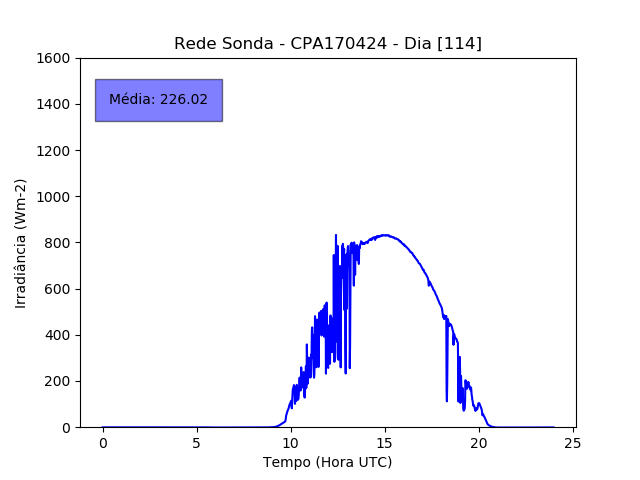 Rede Sonda - CPA170424 - Dia [114]
1600
1400
1200
1000
800
600
400
200
0
Irradiância (Wm-2)
Média: 226.02
0 5 10 15 20 25
Tempo (Hora UTC)